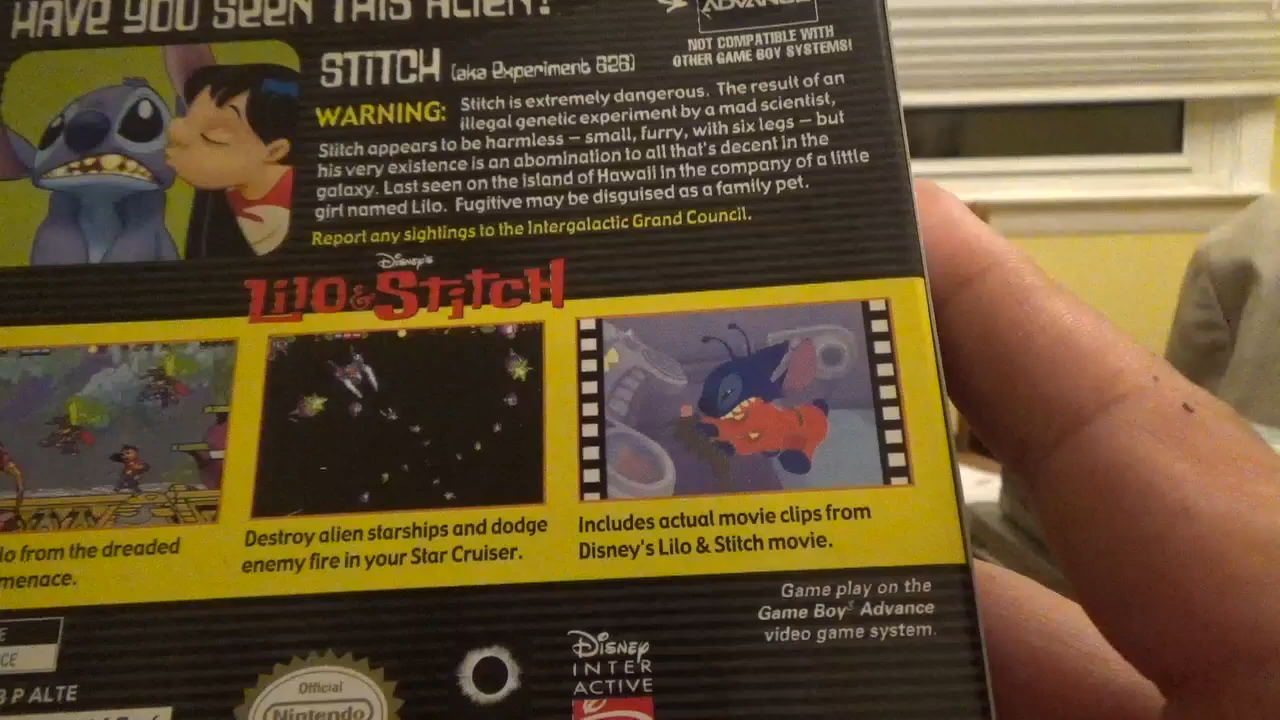 HAVE YOU SEEN THIS ALIEN?
ADVANCE
NOT COMPATIBLE WITH
OTHER GAME BOY SYSTEMS!
STITCH (aka Experiment 626)
WARNING: Stitch is extremely dangerous. The result of an
illegal genetic experiment by a mad scientist,
Stitch appears to be harmless – small, furry, with six legs – but
his very existence is an abomination to all that's decent in the
galaxy. Last seen on the island of Hawaii in the company of a little
girl named Lilo. Fugitive may be disguised as a family pet.
Report any sightings to the Intergalactic Grand Council.
Disney's
Lilo & Stitch
lo from the dreaded
menace.
Destroy alien starships and dodge
enemy fire in your Star Cruiser.
Includes actual movie clips from
Disney's Lilo & Stitch movie.
Game play on the
Game Boy® Advance
video game system.
E
CE
B P ALTE
Official
Nintendo
DISNEY
INTER
ACTIVE